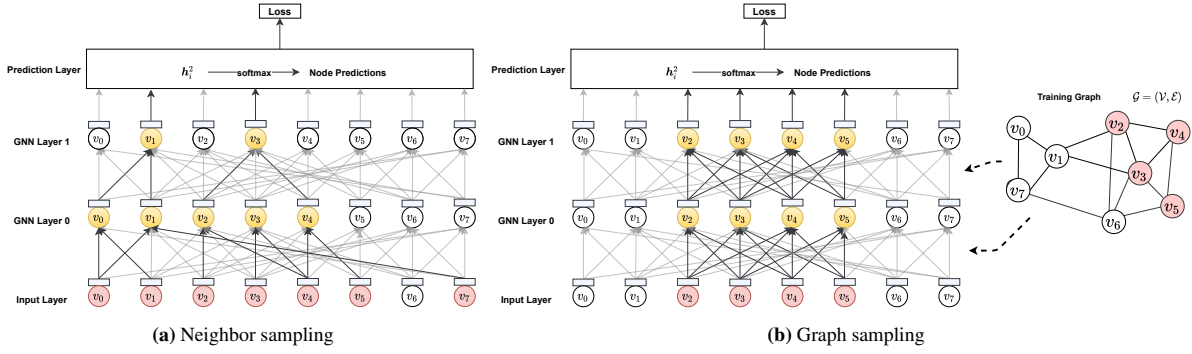 Loss
Prediction Layer
h_i^2 softmax Node Predictions
GNN Layer 1
v0 v1 v2 v3 v4 v5 v6 v7
GNN Layer 0
v0 v1 v2 v3 v4 v5 v6 v7
Input Layer
v0 v1 v2 v3 v4 v5 v6 v7
(a) Neighbor sampling
Loss
Prediction Layer
h_i^2 softmax Node Predictions
GNN Layer 1
v0 v1 v2 v3 v4 v5 v6 v7
GNN Layer 0
v0 v1 v2 v3 v4 v5 v6 v7
Input Layer
v0 v1 v2 v3 v4 v5 v6 v7
(b) Graph sampling
Training Graph G = (V, E)
v0
v2
v4
v1
v3
v7
v5
v6